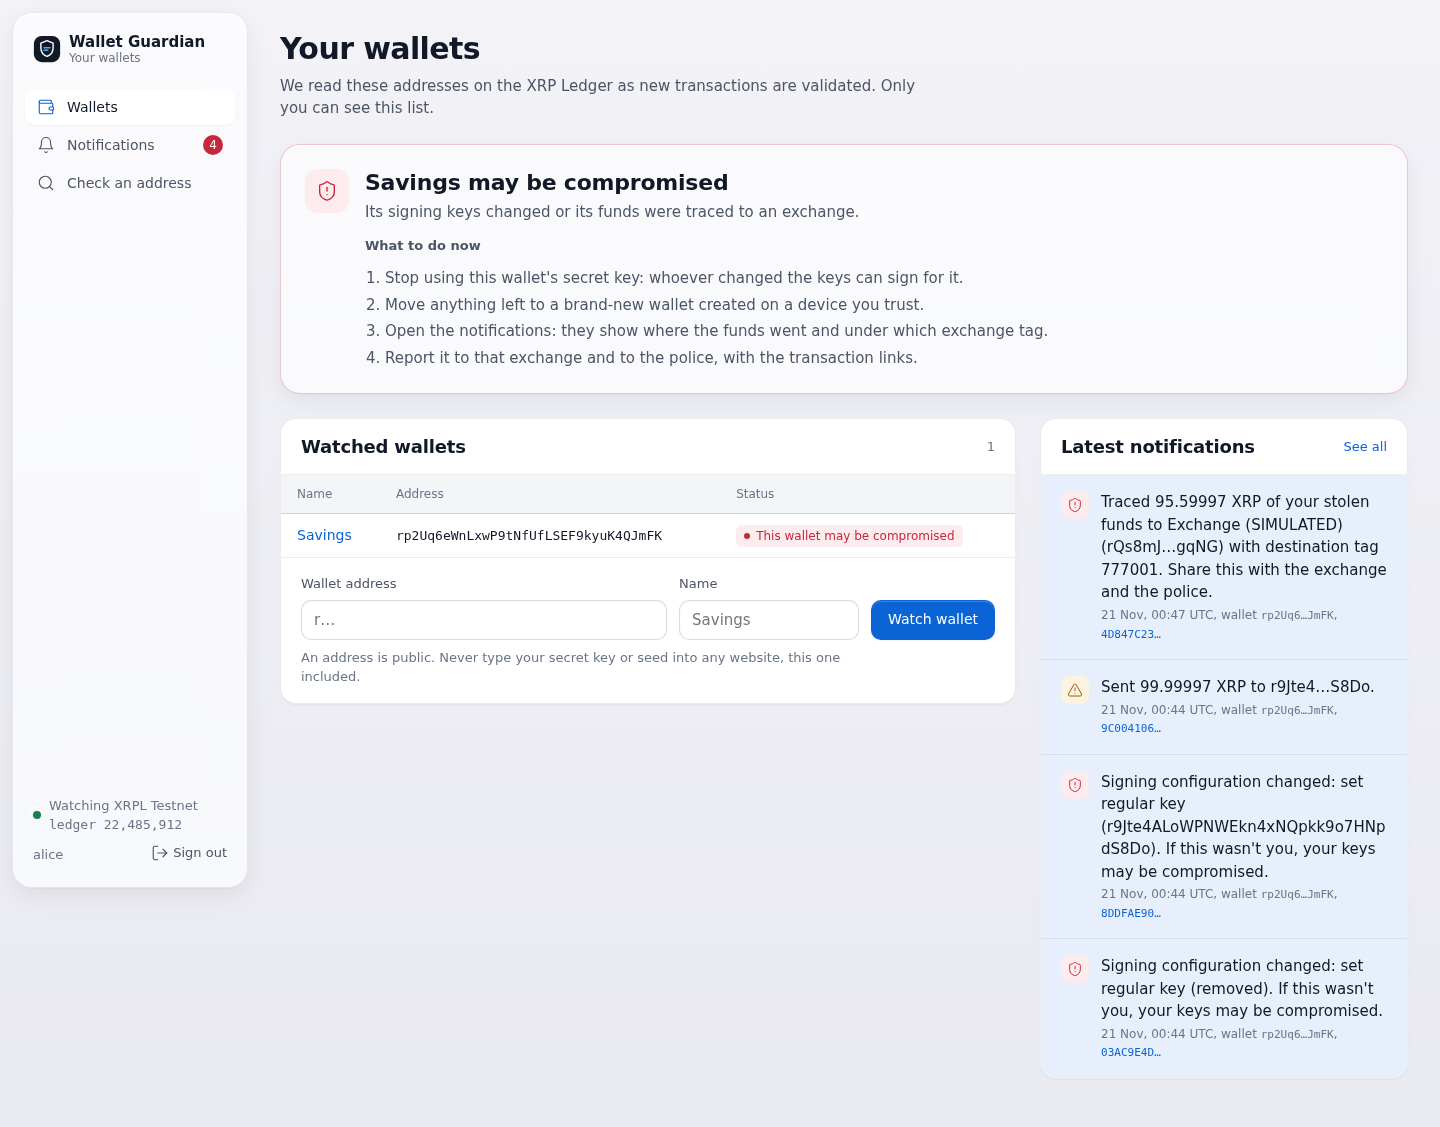 Wallet Guardian
Your wallets
Wallets
Notifications
4
Check an address
Watching XRPL Testnet
ledger 22,485,912
alice
Sign out
Your wallets
We read these addresses on the XRP Ledger as new transactions are validated. Only
you can see this list.
Savings may be compromised
Its signing keys changed or its funds were traced to an exchange.
What to do now
1. Stop using this wallet's secret key: whoever changed the keys can sign for it.
2. Move anything left to a brand-new wallet created on a device you trust.
3. Open the notifications: they show where the funds went and under which exchange tag.
4. Report it to that exchange and to the police, with the transaction links.
Watched wallets
1
Name Address Status
Savings rp2Uq6eWnLxwP9tNfUfLSEF9kyuK4QJmFK This wallet may be compromised
Wallet address
Name
r…
Savings
Watch wallet
An address is public. Never type your secret key or seed into any website, this one
included.
Latest notifications
See all
Traced 95.59997 XRP of your stolen
funds to Exchange (SIMULATED)
(rQs8mJ…gqNG) with destination tag
777001. Share this with the exchange
and the police.
21 Nov, 00:47 UTC, wallet rp2Uq6…JmFK,
4D847C23…
Sent 99.99997 XRP to r9Jte4…S8Do.
21 Nov, 00:44 UTC, wallet rp2Uq6…JmFK,
9C004106…
Signing configuration changed: set
regular key
(r9Jte4ALoWPNWEkn4xNQpkk9o7HNp
dS8Do). If this wasn't you, your keys
may be compromised.
21 Nov, 00:44 UTC, wallet rp2Uq6…JmFK,
8DDFAE90…
Signing configuration changed: set
regular key (removed). If this wasn't
you, your keys may be compromised.
21 Nov, 00:44 UTC, wallet rp2Uq6…JmFK,
03AC9E4D…